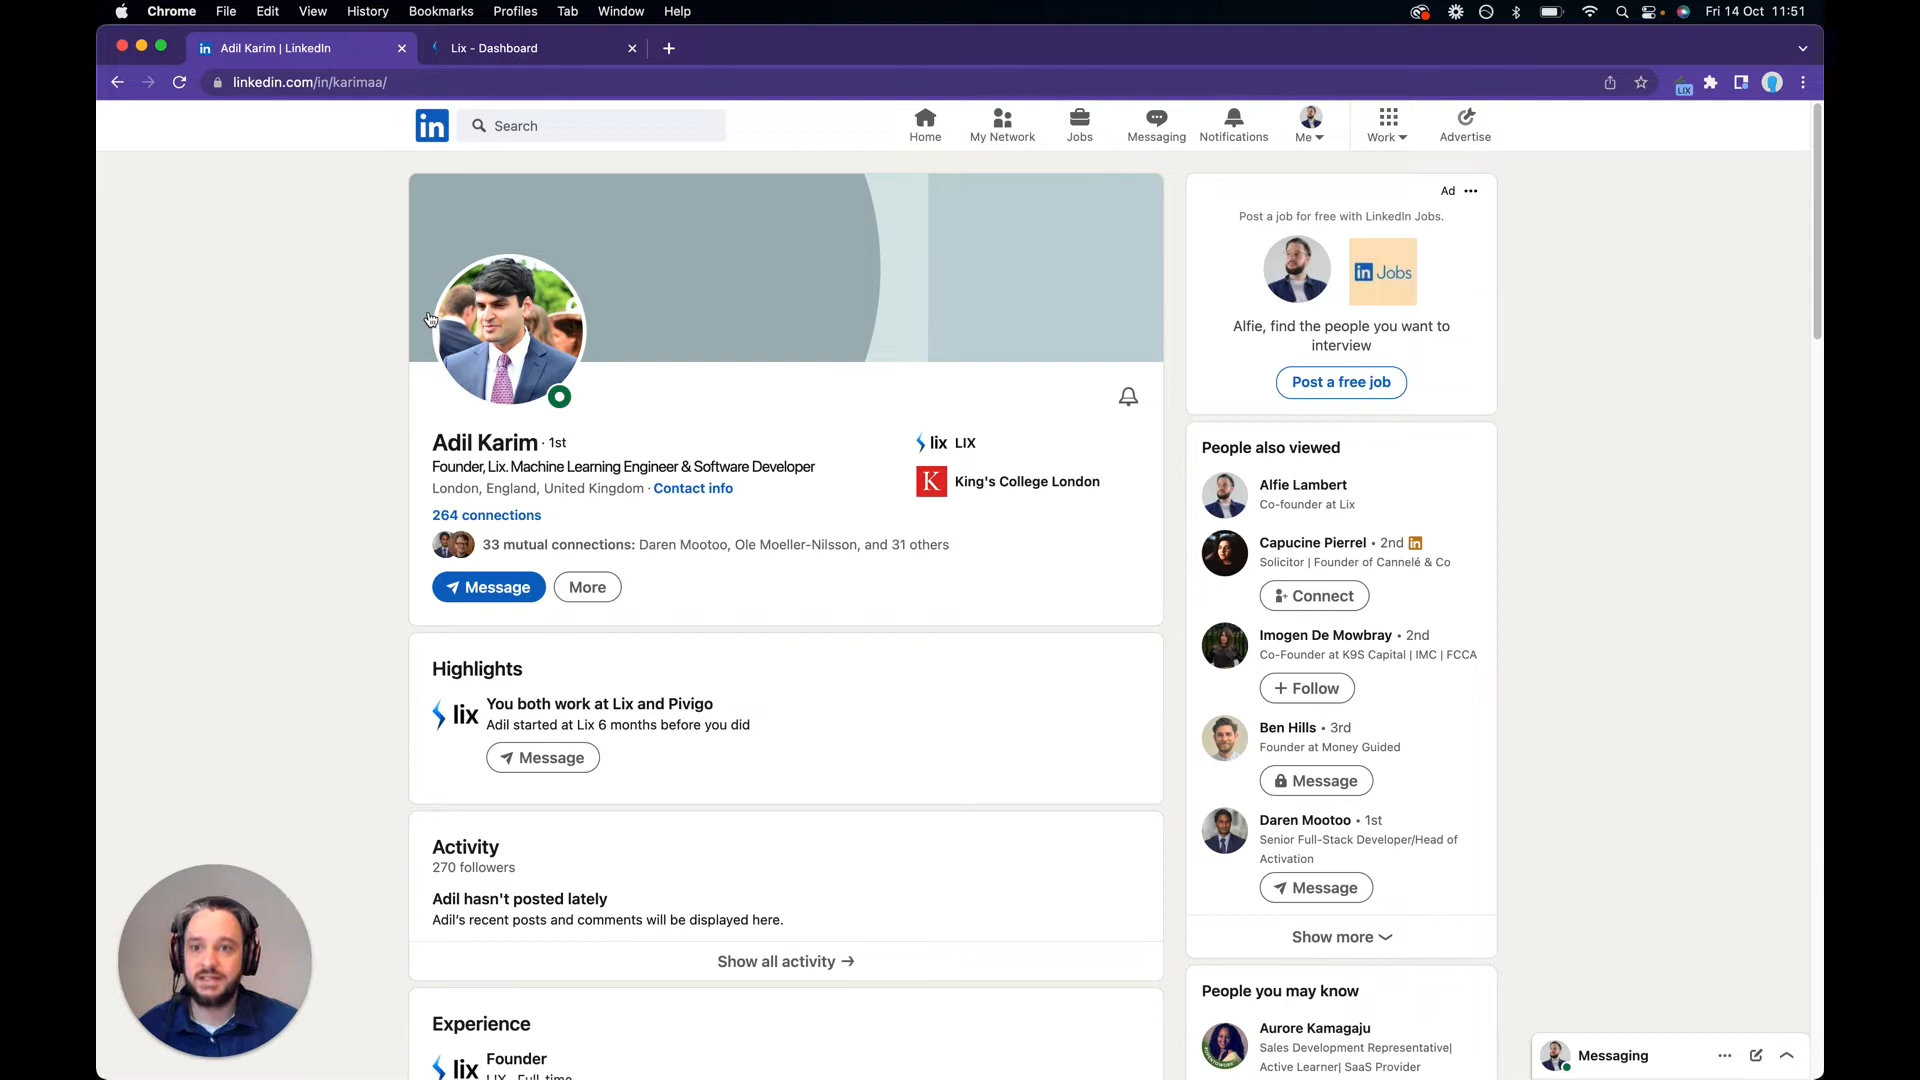 Chrome File Edit View History Bookmarks Profiles Tab Window Help Fri 14 Oct 11:51
in Adil Karim | LinkedIn Lix - Dashboard
linkedin.com/in/karimaa/ LIX
in Search Home My Network Jobs Messaging Notifications Me Work Advertise
Adil Karim · 1st
Founder, Lix. Machine Learning Engineer & Software Developer
London, England, United Kingdom · Contact info
264 connections
33 mutual connections: Daren Mootoo, Ole Moeller-Nilsson, and 31 others
Message More
lix LIX
K King's College London
Highlights
lix
You both work at Lix and Pivigo
Adil started at Lix 6 months before you did
Message
Activity
270 followers
Adil hasn't posted lately
Adil's recent posts and comments will be displayed here.
Show all activity →
Experience
lix
Founder
LIX · Full-time
Ad
Post a job for free with LinkedIn Jobs.
in Jobs
Alfie, find the people you want to
interview
Post a free job
People also viewed
Alfie Lambert
Co-founder at Lix
Capucine Pierrel • 2nd in
Solicitor | Founder of Cannelé & Co
Connect
Imogen De Mowbray • 2nd
Co-Founder at K9S Capital | IMC | FCCA
+ Follow
Ben Hills • 3rd
Founder at Money Guided
Message
Daren Mootoo • 1st
Senior Full-Stack Developer/Head of
Activation
Message
Show more
People you may know
Aurore Kamagaju
Sales Development Representative|
Active Learner| SaaS Provider
Messaging